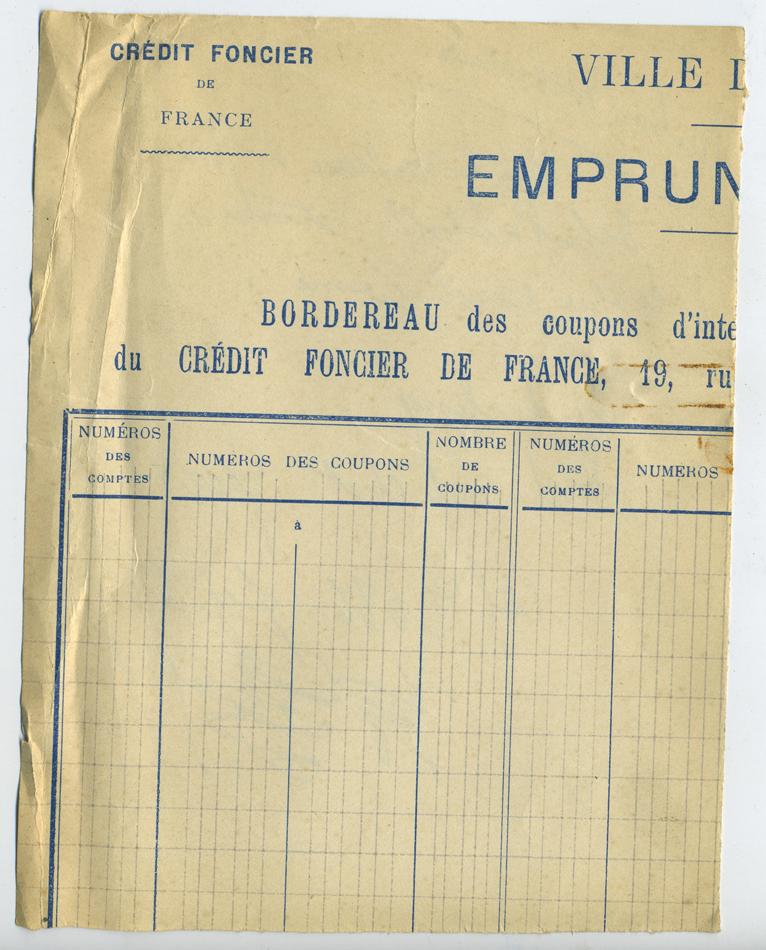 CRÉDIT FONCIER
DE
FRANCE
VILLE D
EMPRUN
BORDEREAU des coupons d'inte
du CRÉDIT FONCIER DE FRANCE, 19, ru
NUMÉROS
DES
COMPTES
NUMEROS DES COUPONS
NOMBRE
DE
COUPONS
NUMÉROS
DES
COMPTES
NUMEROS
à